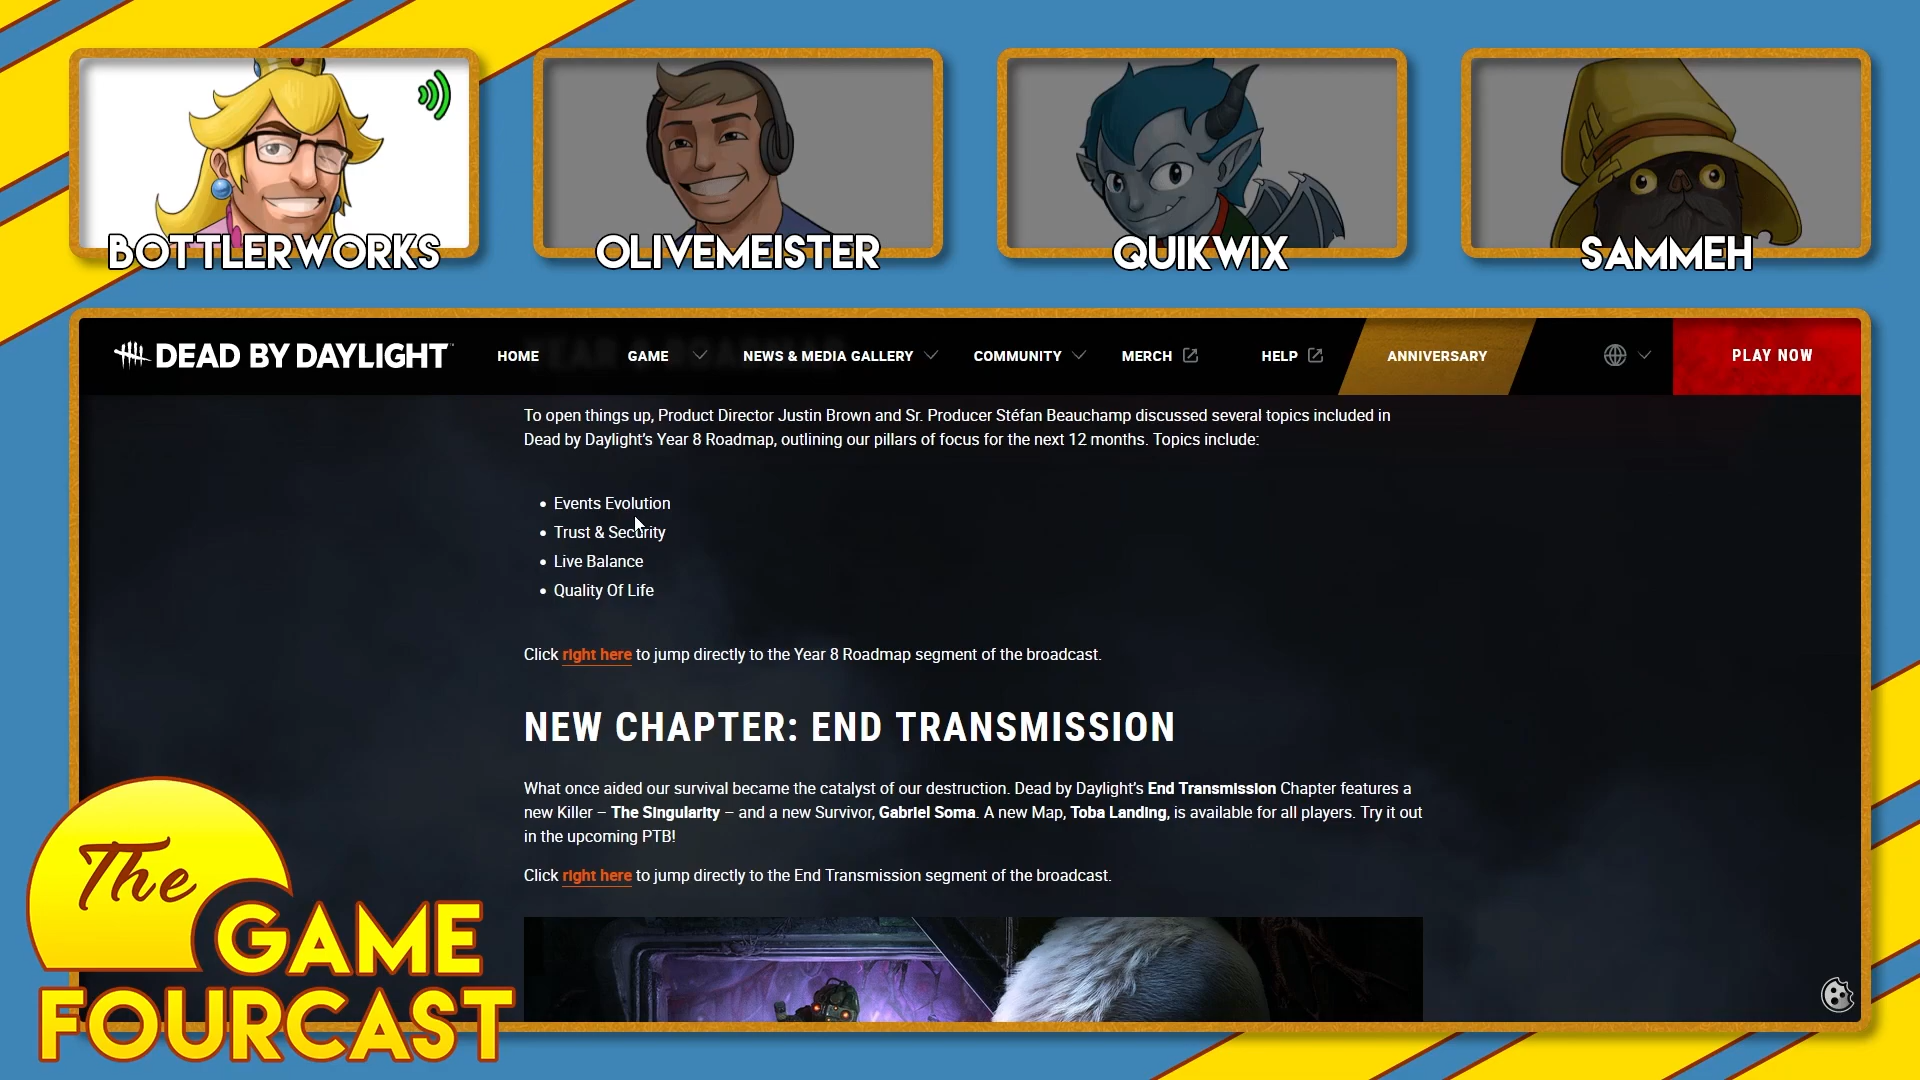 BOTTLERWORKS
OLIVEMEISTER
QUIKWIX
SAMMEH
DEAD BY DAYLIGHT™
HOME
GAME
NEWS & MEDIA GALLERY
COMMUNITY
MERCH
HELP
ANNIVERSARY
PLAY NOW
To open things up, Product Director Justin Brown and Sr. Producer Stéfan Beauchamp discussed several topics included in
Dead by Daylight's Year 8 Roadmap, outlining our pillars of focus for the next 12 months. Topics include:
• Events Evolution
• Trust & Security
• Live Balance
• Quality Of Life
Click right here to jump directly to the Year 8 Roadmap segment of the broadcast.
NEW CHAPTER: END TRANSMISSION
What once aided our survival became the catalyst of our destruction. Dead by Daylight's End Transmission Chapter features a
new Killer – The Singularity – and a new Survivor, Gabriel Soma. A new Map, Toba Landing, is available for all players. Try it out
in the upcoming PTB!
Click right here to jump directly to the End Transmission segment of the broadcast.
The
GAME
FOURCAST